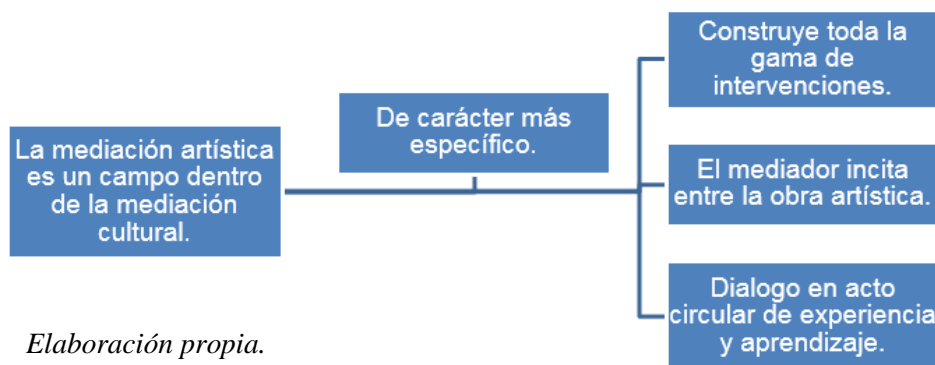 La mediación artística
es un campo dentro
de la mediación
cultural.
De carácter más
específico.
Construye toda la
gama de
intervenciones.
El mediador incita
entre la obra artística.
Dialogo en acto
circular de experiencia
y aprendizaje.
Elaboración propia.